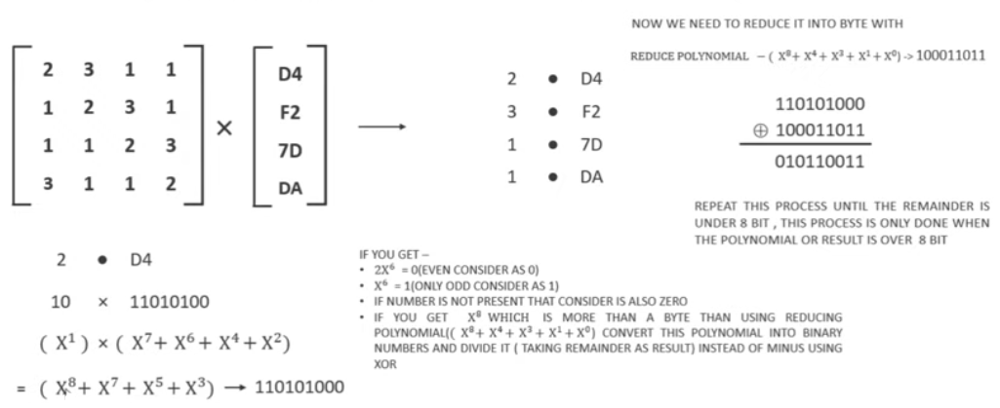 2 3 1 1
1 2 3 1
1 1 2 3
3 1 1 2
×
D4
F2
7D
DA
2 • D4
3 • F2
1 • 7D
1 • DA
NOW WE NEED TO REDUCE IT INTO BYTE WITH
REDUCE POLYNOMIAL – ( X⁸+ X⁴+ X³+ X¹+X⁰) -> 100011011
110101000
⊕ 100011011
010110011
REPEAT THIS PROCESS UNTIL THE REMAINDER IS
UNDER 8 BIT , THIS PROCESS IS ONLY DONE WHEN
THE POLYNOMIAL OR RESULT IS OVER 8 BIT
2 • D4
10 × 11010100
( X¹ ) × ( X⁷+ X⁶+ X⁴+X²)
= ( X⁸+ X⁷+ X⁵+X³) → 110101000
IF YOU GET –
• 2X⁶ = 0(EVEN CONSIDER AS 0)
• X⁶ = 1(ONLY ODD CONSIDER AS 1)
• IF NUMBER IS NOT PRESENT THAT CONSIDER IS ALSO ZERO
• IF YOU GET X⁸ WHICH IS MORE THAN A BYTE THAN USING REDUCING
POLYNOMIAL(( X⁸+ X⁴+ X³+ X¹+X⁰) CONVERT THIS POLYNOMIAL INTO BINARY
NUMBERS AND DIVIDE IT ( TAKING REMAINDER AS RESULT) INSTEAD OF MINUS USING
XOR